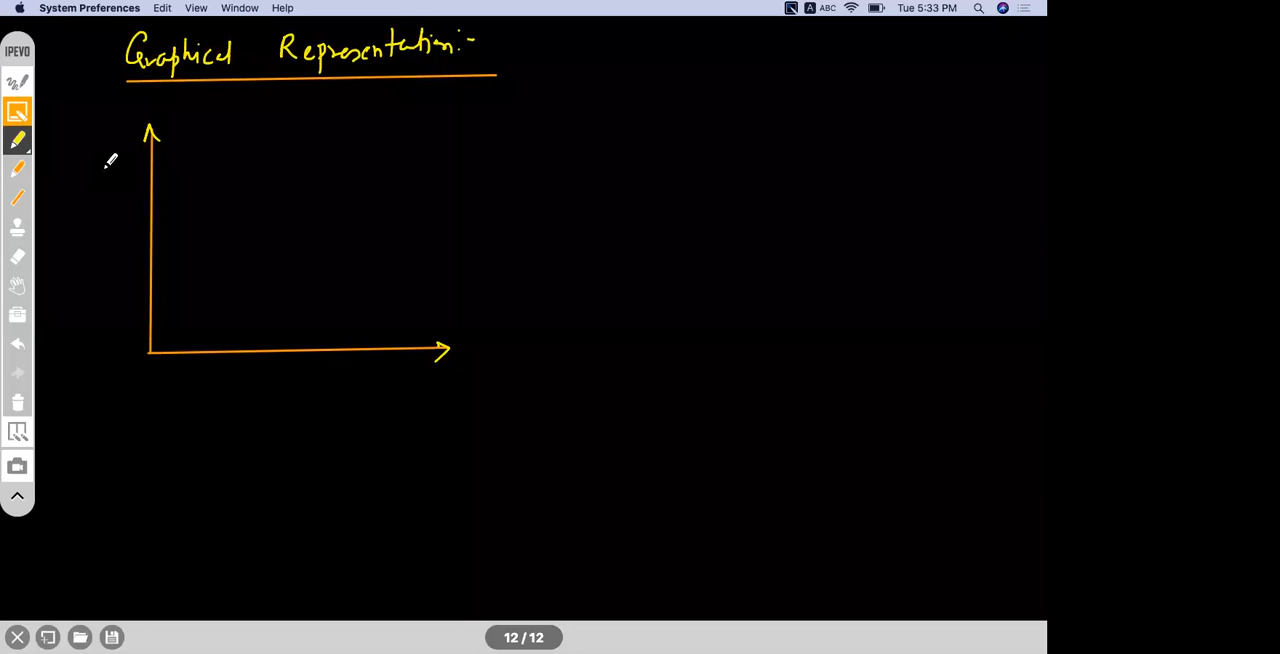 System Preferences Edit View Window Help A ABC Tue 5:33 PM
IPEVO
Graphical Representation:-
12/12